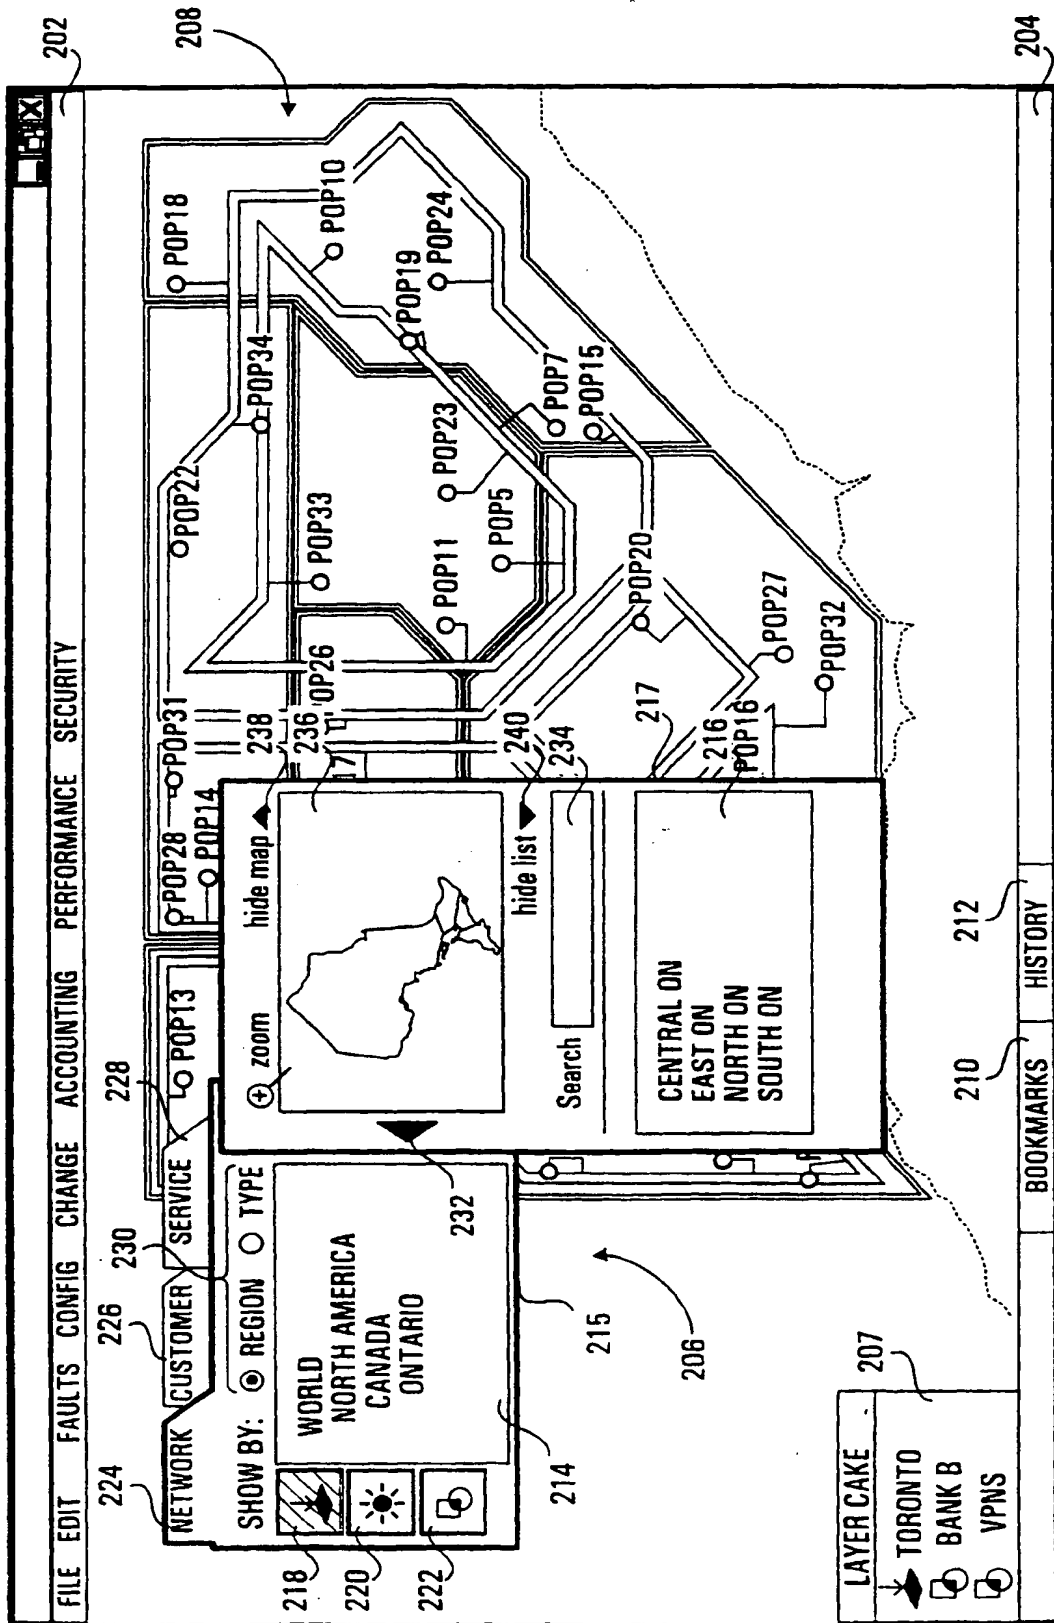 202
FILE EDIT FAULTS CONFIG CHANGE ACCOUNTING PERFORMANCE SECURITY
208
224
226
230
228
NETWORK
CUSTOMER
SERVICE
POP13
POP28
POP14
POP31
POP22
POP18
SHOW BY:
REGION
TYPE
WORLD
NORTH AMERICA
CANADA
ONTARIO
218
220
222
214
215
206
232
zoom
hide map
238
236
hide list
240
234
Search
CENTRAL ON
EAST ON
NORTH ON
SOUTH ON
217
216
17
OP26
POP33
POP34
POP10
POP11
POP23
POP19
POP24
POP5
POP7
POP15
POP20
POP27
POP32
POP16
P
207
LAYER CAKE
TORONTO
BANK B
VPNS
210
212
BOOKMARKS
HISTORY
204